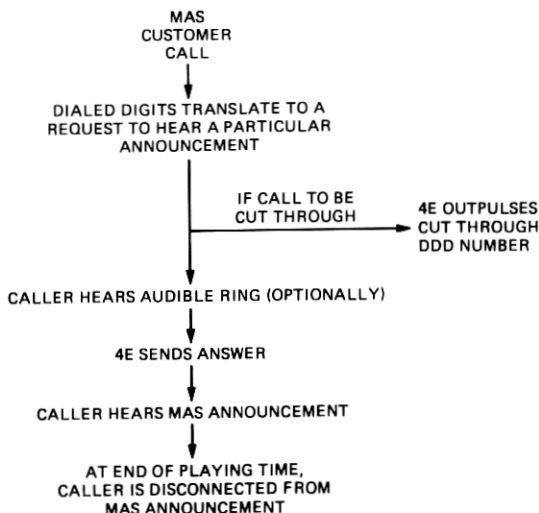 MAS
CUSTOMER
CALL
DIALED DIGITS TRANSLATE TO A
REQUEST TO HEAR A PARTICULAR
ANNOUNCEMENT
IF CALL TO BE
CUT THROUGH
4E OUTPULSES
CUT THROUGH
DDD NUMBER
CALLER HEARS AUDIBLE RING (OPTIONALLY)
4E SENDS ANSWER
CALLER HEARS MAS ANNOUNCEMENT
AT END OF PLAYING TIME,
CALLER IS DISCONNECTED FROM
MAS ANNOUNCEMENT